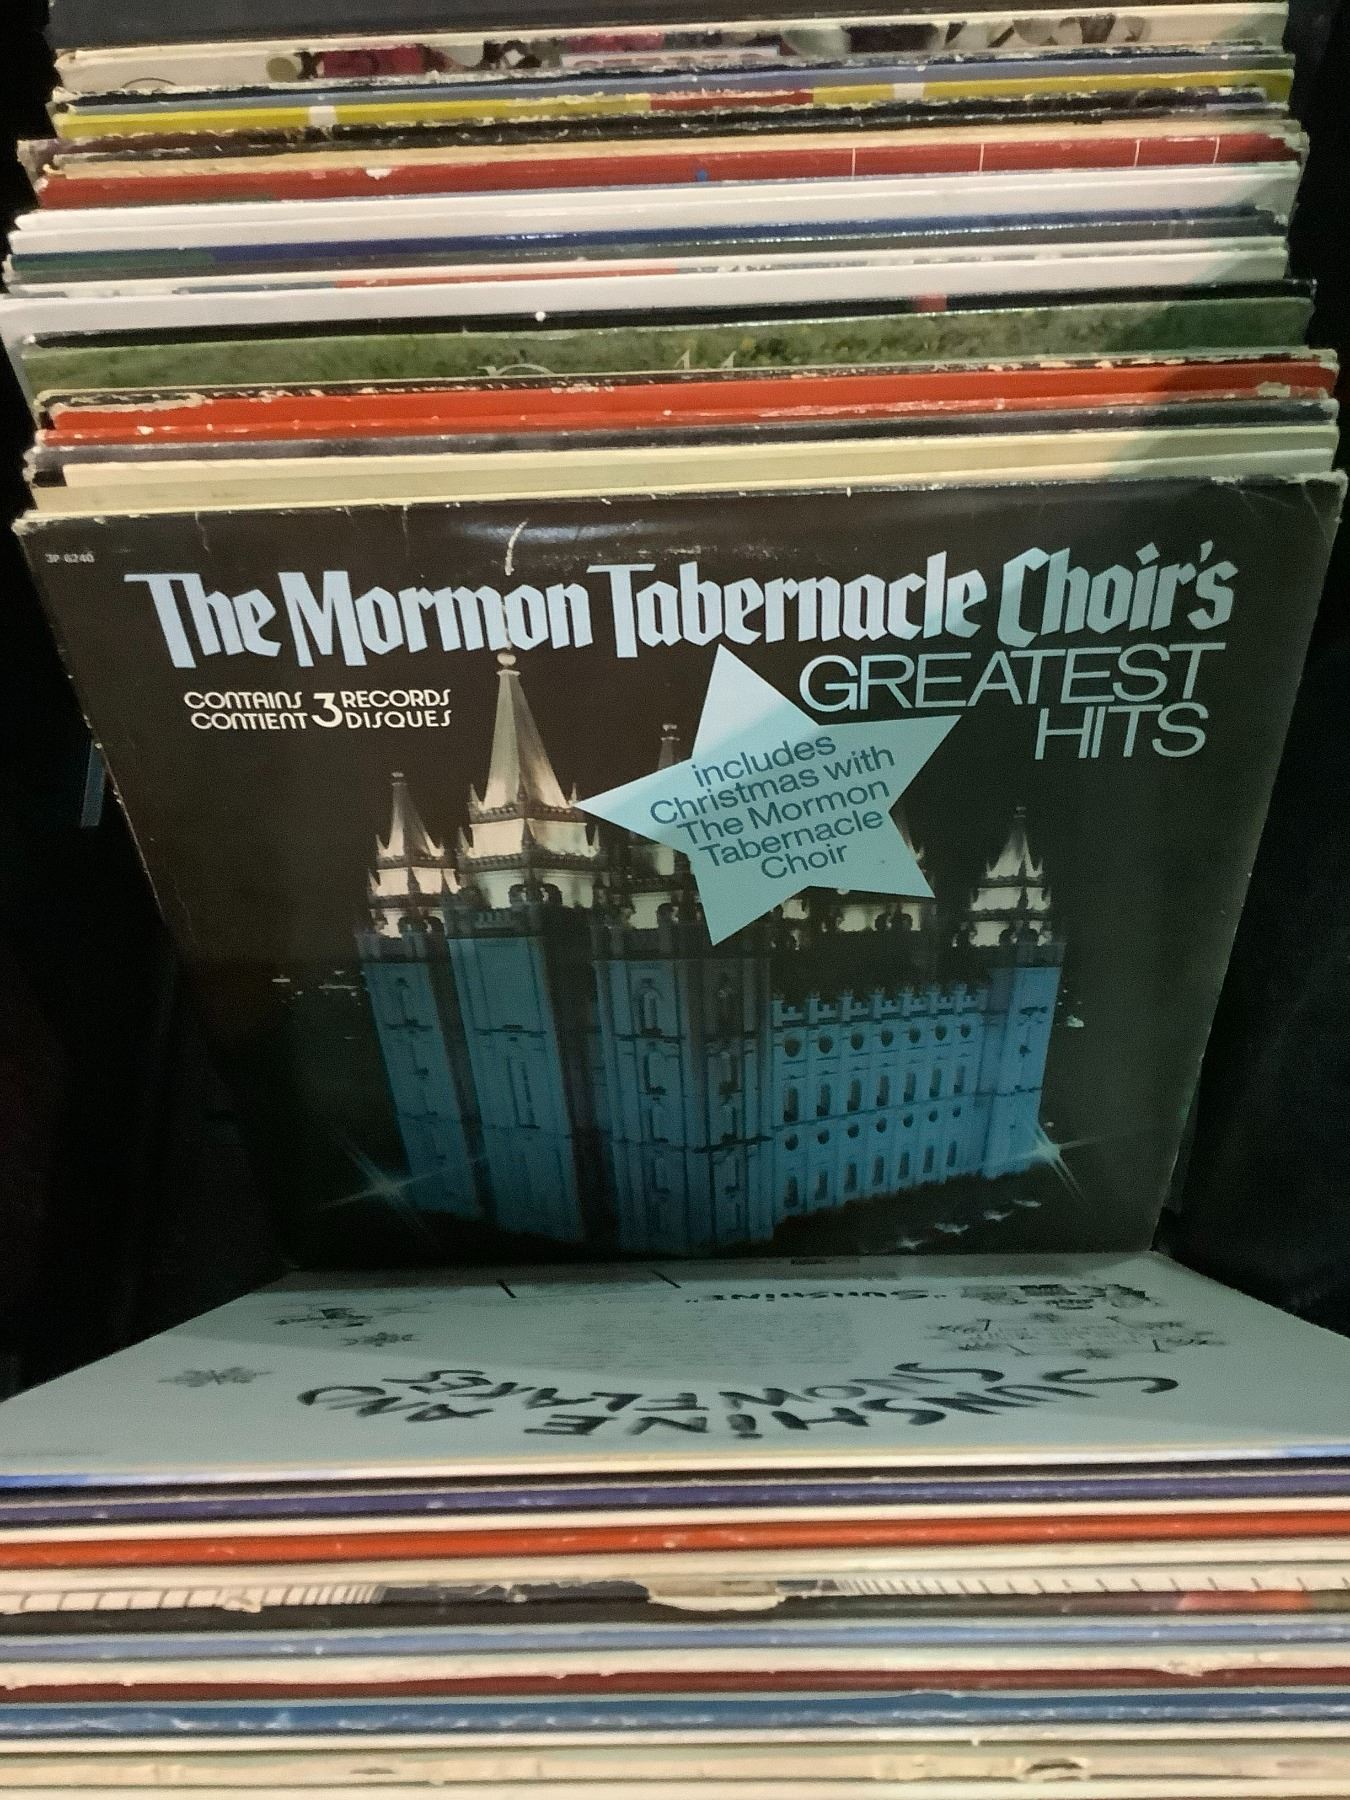 3P 6240
The Mormon Tabernacle Choir's
GREATEST
HITS
CONTAINS 3 RECORDS
CONTIENT 3 DISQUES
includes
Christmas with
The Mormon
Tabernacle
Choir
"SUNSHiNE"
SUNSHiNE AND
SNOWFLAKES